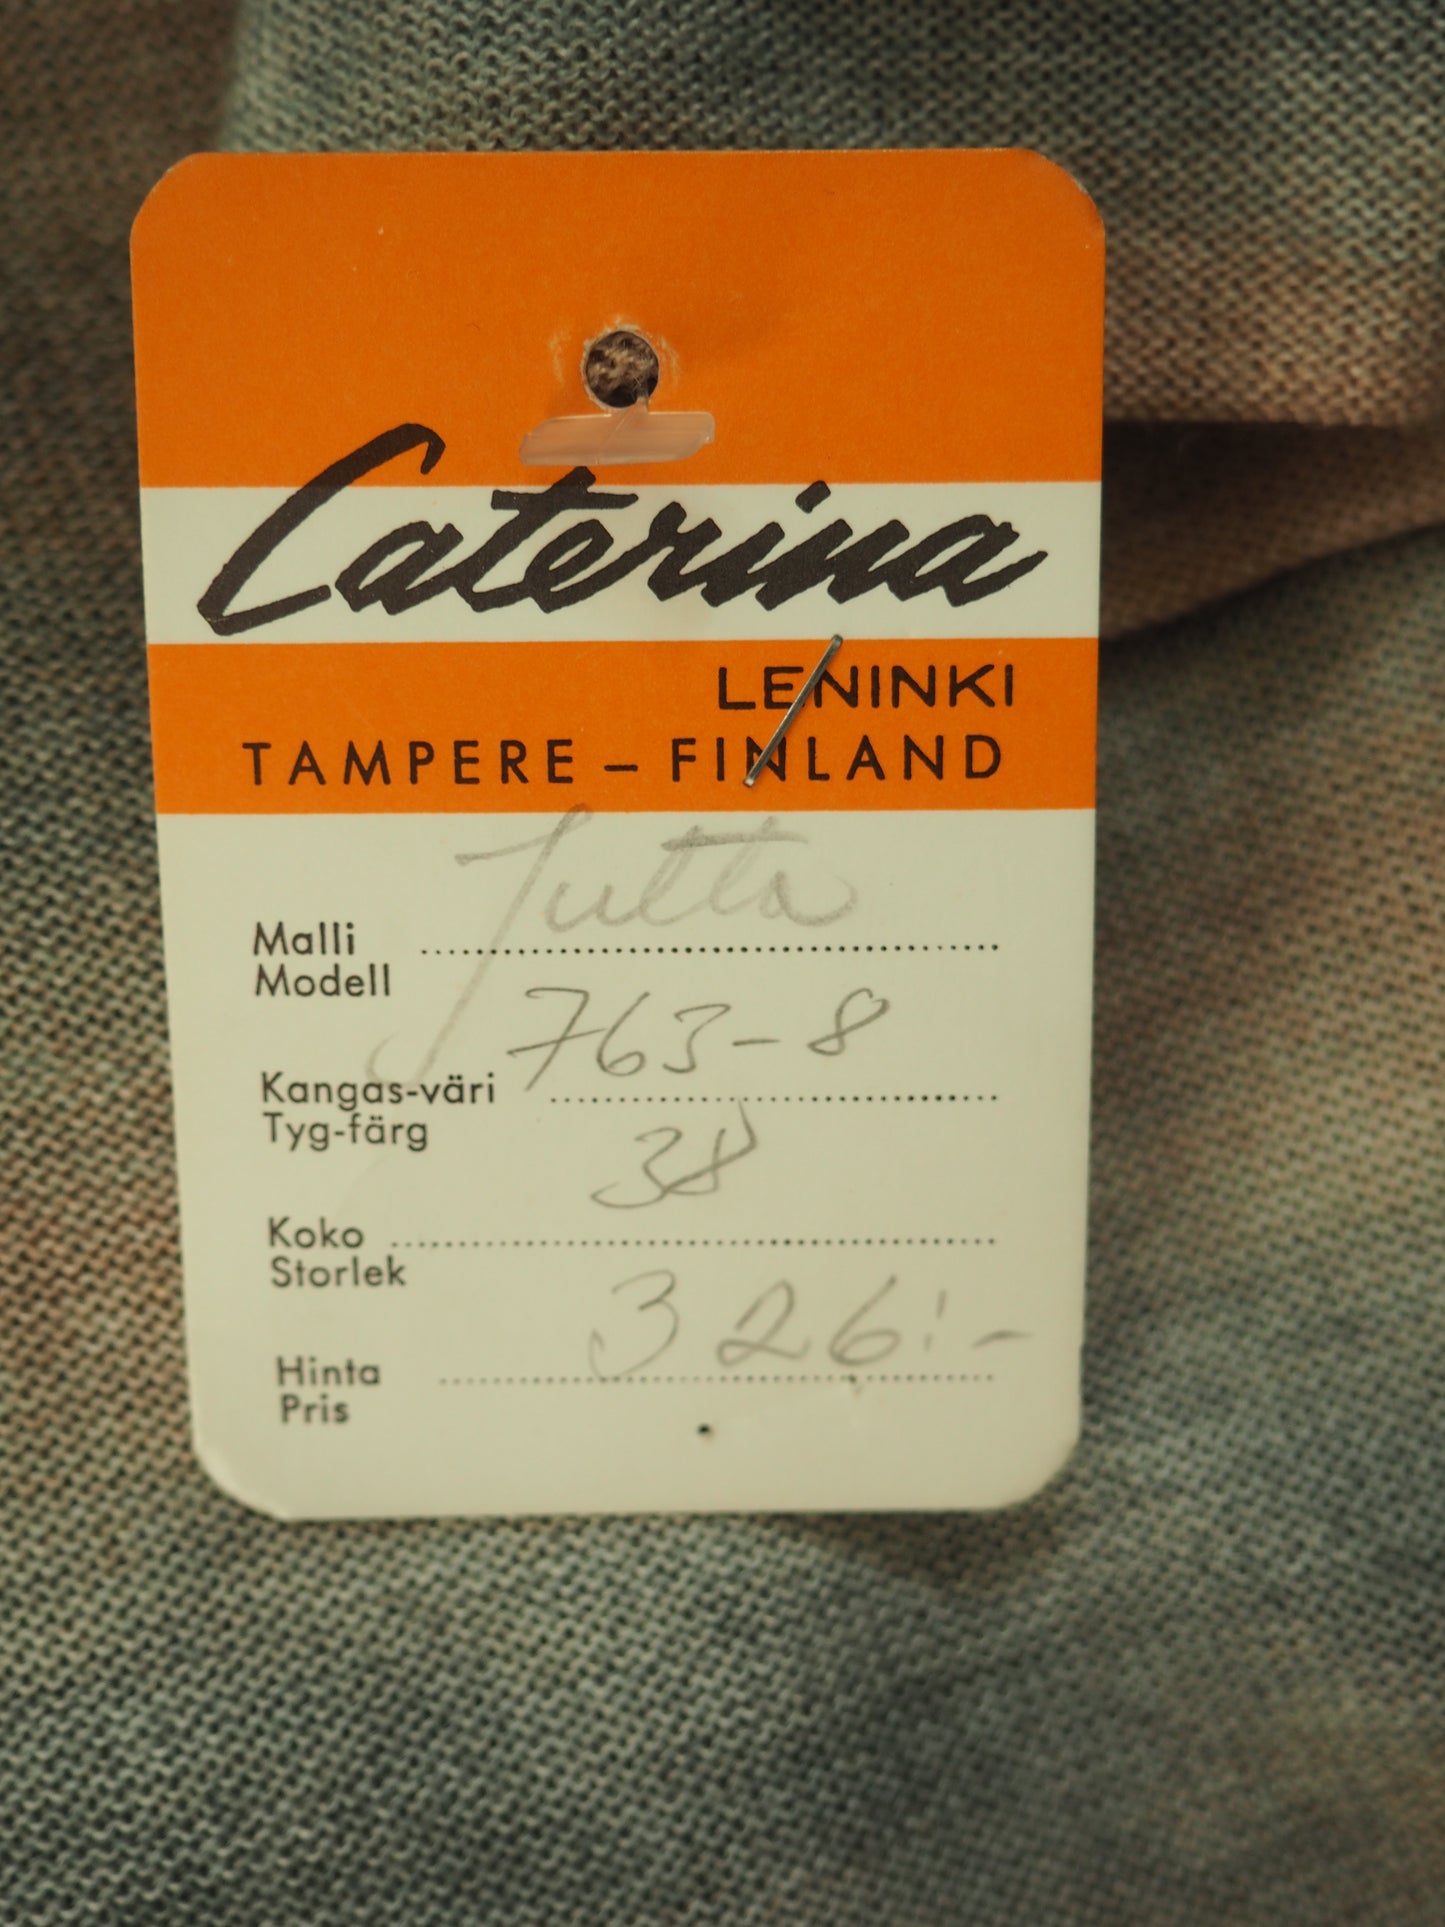 Caterina
LENINKI
TAMPERE – FINLAND
Malli Jutta
Modell
Kangas-väri 763-8
Tyg-färg
Koko 38
Storlek
Hinta 326:-
Pris